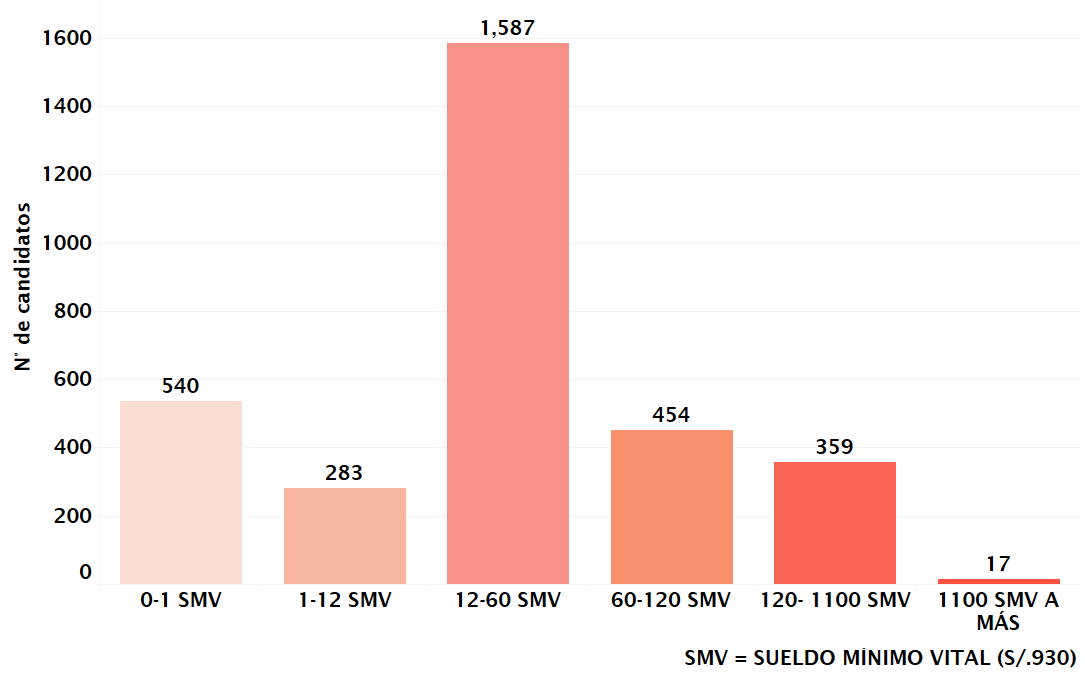 N° de candidatos
1600
1400
1200
1000
800
600
400
200
0
540
283
1,587
454
359
17
0-1 SMV
1-12 SMV
12-60 SMV
60-120 SMV
120- 1100 SMV
1100 SMV A
MÁS
SMV = SUELDO MÍNIMO VITAL (S/.930)